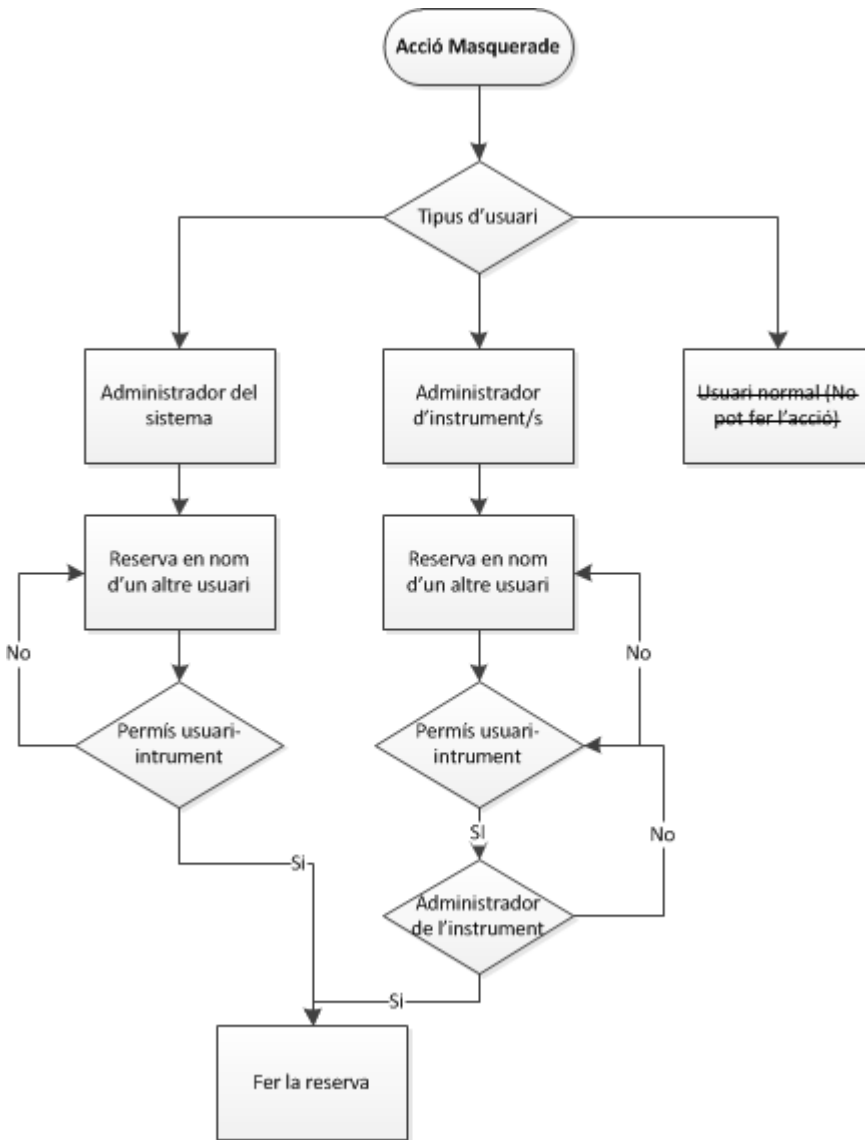 Acció Masquerade
Tipus d'usuari
Administrador del
sistema
Administrador
d'instrument/s
Usuari normal (No
pot fer l'acció)
Reserva en nom
d'un altre usuari
Reserva en nom
d'un altre usuari
No
No
Permís usuari-
intrument
Permís usuari-
intrument
SI
No
Si
Administrador
de l'instrument
Si
Fer la reserva